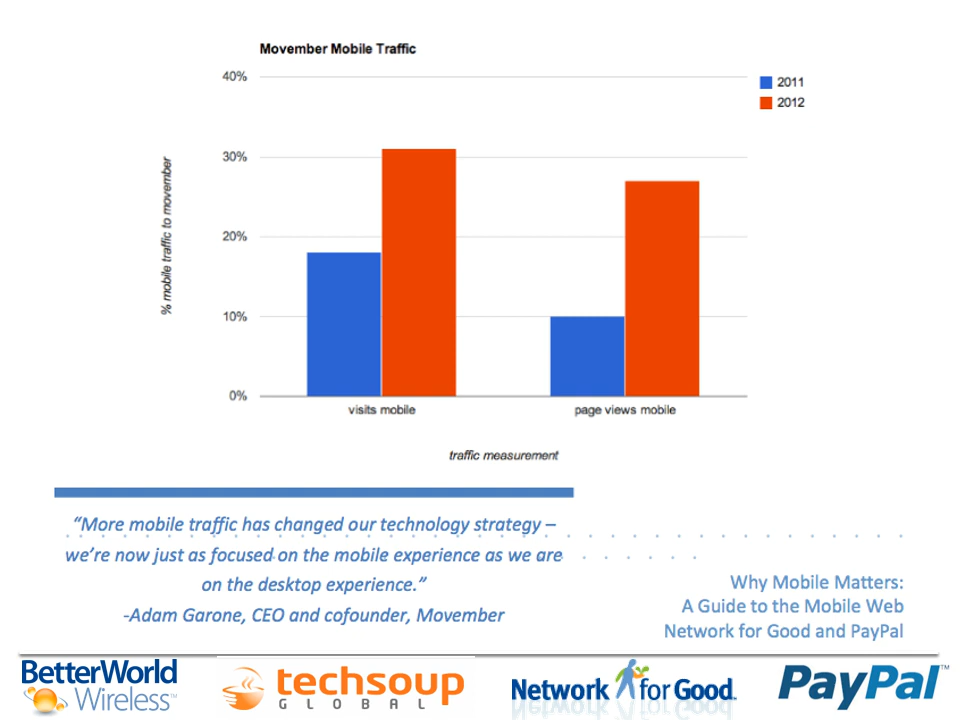 Movember Mobile Traffic
40%
30%
20%
10%
0%
% mobile traffic to movember
2011
2012
visits mobile
page views mobile
traffic measurement
“More mobile traffic has changed our technology strategy –
we’re now just as focused on the mobile experience as we are
on the desktop experience.”
-Adam Garone, CEO and cofounder, Movember
Why Mobile Matters:
A Guide to the Mobile Web
Network for Good and PayPal
BetterWorld
Wireless™
techsoup
GLOBAL
Network for Good™
PayPal™